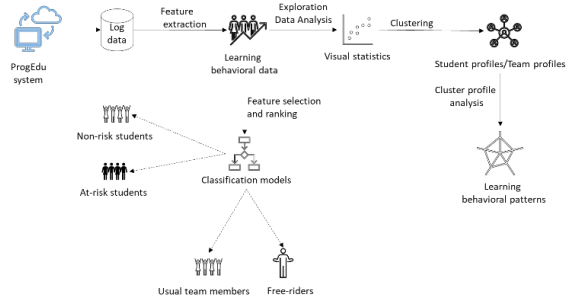 ProgEdu
system
Log
data
Feature
extraction
Learning
behavioral data
Exploration
Data Analysis
Visual statistics
Clustering
Student profiles/Team profiles
Cluster profile
analysis
Learning
behavioral patterns
Feature selection
and ranking
Classification models
Non-risk students
At-risk students
Usual team members
Free-riders